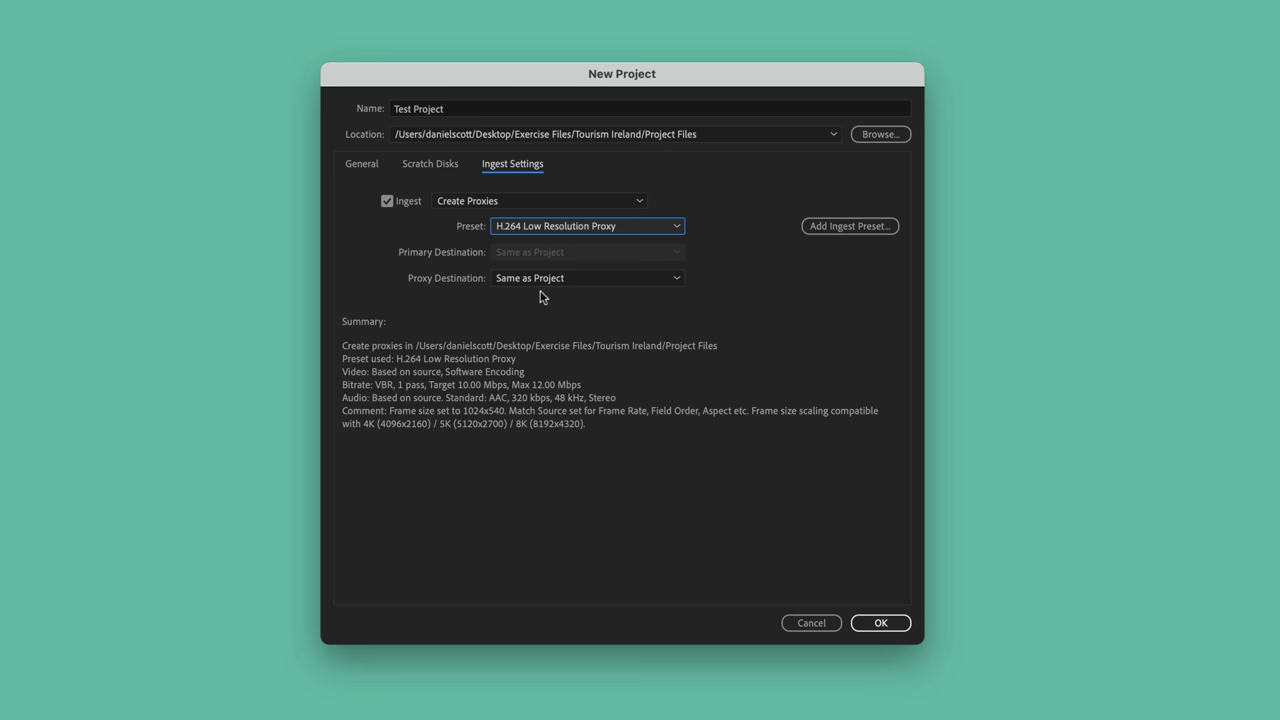 New Project
Name: Test Project
Location: /Users/danielscott/Desktop/Exercise Files/Tourism Ireland/Project Files Browse...
General Scratch Disks Ingest Settings
Ingest Create Proxies
Preset: H.264 Low Resolution Proxy Add Ingest Preset...
Primary Destination: Same as Project
Proxy Destination: Same as Project
Summary:
Create proxies in /Users/danielscott/Desktop/Exercise Files/Tourism Ireland/Project Files
Preset used: H.264 Low Resolution Proxy
Video: Based on source, Software Encoding
Bitrate: VBR, 1 pass, Target 10.00 Mbps, Max 12.00 Mbps
Audio: Based on source. Standard: AAC, 320 kbps, 48 kHz, Stereo
Comment: Frame size set to 1024x540. Match Source set for Frame Rate, Field Order, Aspect etc. Frame size scaling compatible
with 4K (4096x2160) / 5K (5120x2700) / 8K (8192x4320).
Cancel OK